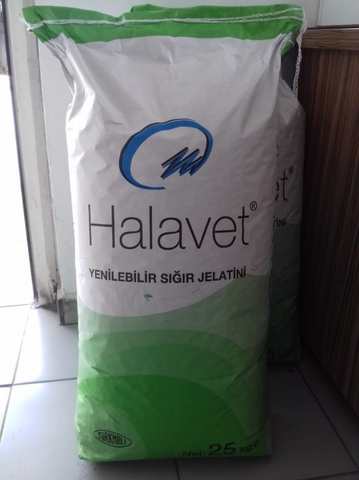 Halavet®
YENİLEBİLİR SIĞIR JELATİNİ
Net: 25 kg e